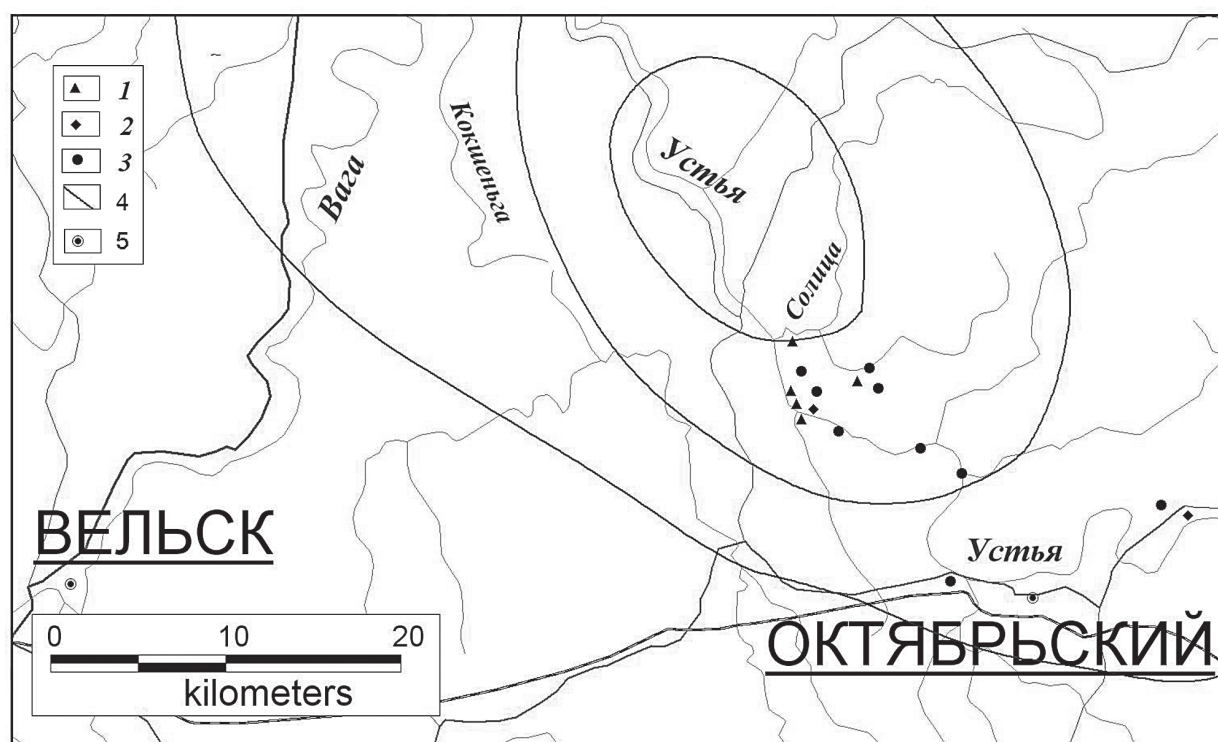 1
2
3
4
5
Вага
Кокшеньга
Устья
Солица
ВЕЛЬСК
Устья
ОКТЯБРЬСКИЙ
0 10 20
kilometers